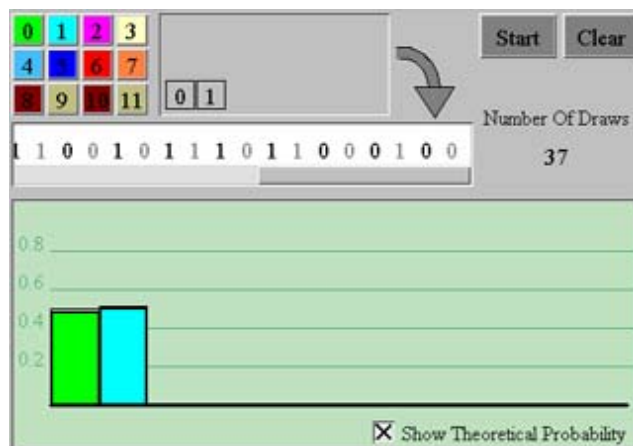 0 1 2 3
Start Clear
4 5 6 7
8 9 10 11
0 1
Number Of Draws
1 1 0 0 1 0 1 1 1 0 1 1 0 0 0 1 0 0
37
0.8
0.6
0.4
0.2
Show Theoretical Probability